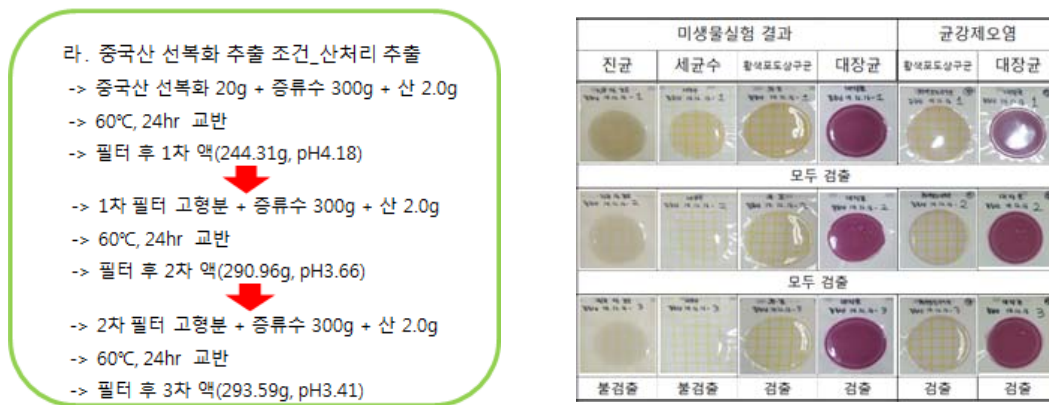 라. 중국산 선복화 추출 조건_산처리 추출
-> 중국산 선복화 20g + 증류수 300g + 산 2.0g
-> 60℃, 24hr 교반
-> 필터 후 1차 액(244.31g, pH4.18)
-> 1차 필터 고형분 + 증류수 300g + 산 2.0g
-> 60℃, 24hr 교반
-> 필터 후 2차 액(290.96g, pH3.66)
-> 2차 필터 고형분 + 증류수 300g + 산 2.0g
-> 60℃, 24hr 교반
-> 필터 후 3차 액(293.59g, pH3.41)
미생물실험 결과 균강제오염
진균 세균수 황색포도상구균 대장균 황색포도상구균 대장균
모두 검출
모두 검출
불검출 불검출 검출 검출 검출 검출